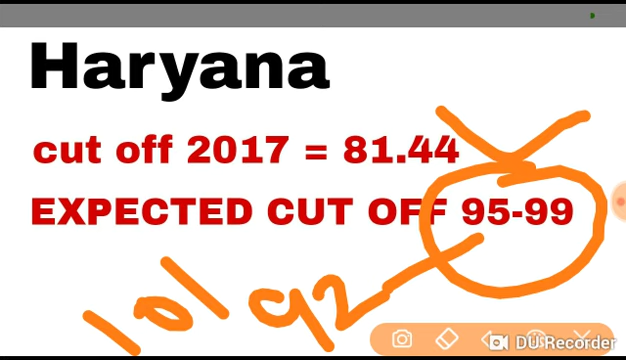 Haryana
cut off 2017 = 81.44
EXPECTED CUT OFF 95-99
101 92
DU Recorder